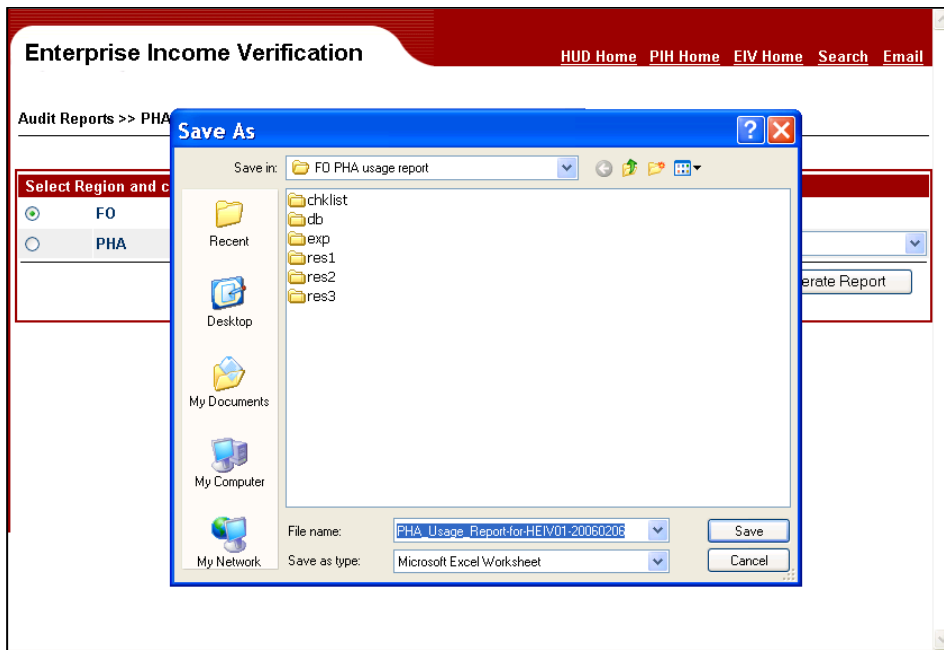 Enterprise Income Verification
HUD Home PIH Home EIV Home Search Email
Audit Reports >> PHA
Save As
Save in: FO PHA usage report
Select Region and c
FO
PHA
erate Report
Recent
Desktop
My Documents
My Computer
My Network
chklist
db
exp
res1
res2
res3
File name: PHA_Usage_Report-for-HEIV01-20060206 Save
Save as type: Microsoft Excel Worksheet Cancel